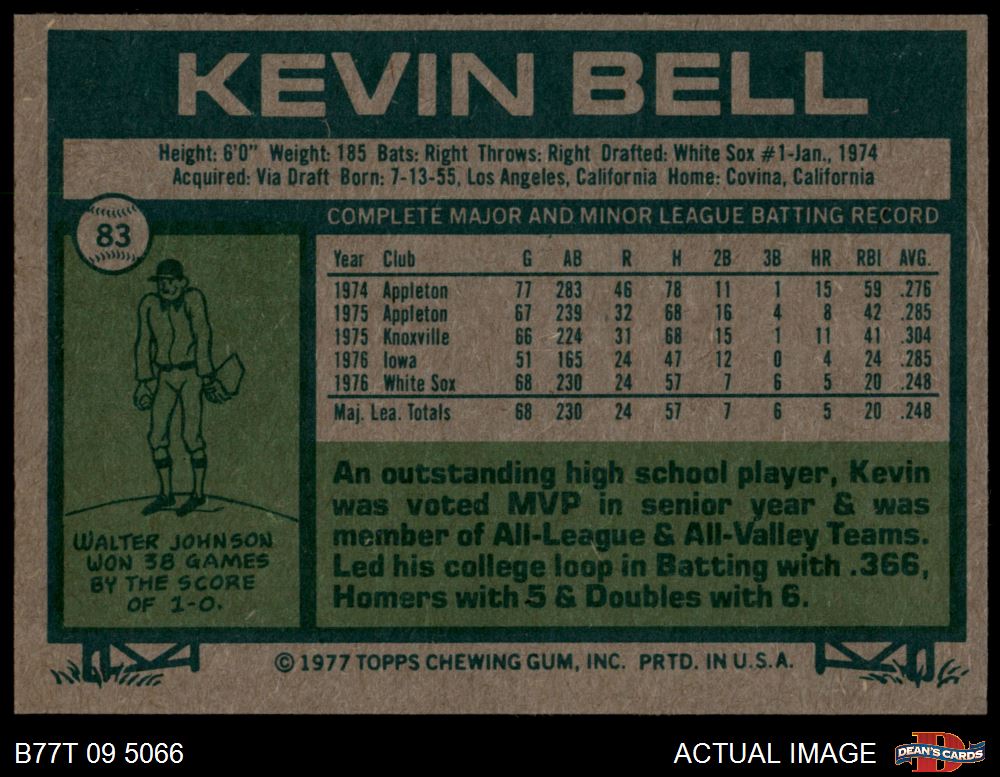 KEVIN BELL
Height: 6'0" Weight: 185 Bats: Right Throws: Right Drafted: White Sox #1-Jan., 1974
Acquired: Via Draft Born: 7-13-55, Los Angeles, California Home: Covina, California
83
COMPLETE MAJOR AND MINOR LEAGUE BATTING RECORD
Year Club G AB R H 2B 3B HR RBI AVG.
1974 Appleton 77 283 46 78 11 1 15 59 .276
1975 Appleton 67 239 32 68 16 4 8 42 .285
1975 Knoxville 66 224 31 68 15 1 11 41 .304
1976 Iowa 51 165 24 47 12 0 4 24 .285
1976 White Sox 68 230 24 57 7 6 5 20 .248
Maj. Lea. Totals 68 230 24 57 7 6 5 20 .248
WALTER JOHNSON
WON 38 GAMES
BY THE SCORE
OF 1-0.
An outstanding high school player, Kevin
was voted MVP in senior year & was
member of All-League & All-Valley Teams.
Led his college loop in Batting with .366,
Homers with 5 & Doubles with 6.
© 1977 TOPPS CHEWING GUM, INC. PRTD. IN U.S.A.
B77T 09 5066
ACTUAL IMAGE
DEAN'S CARDS